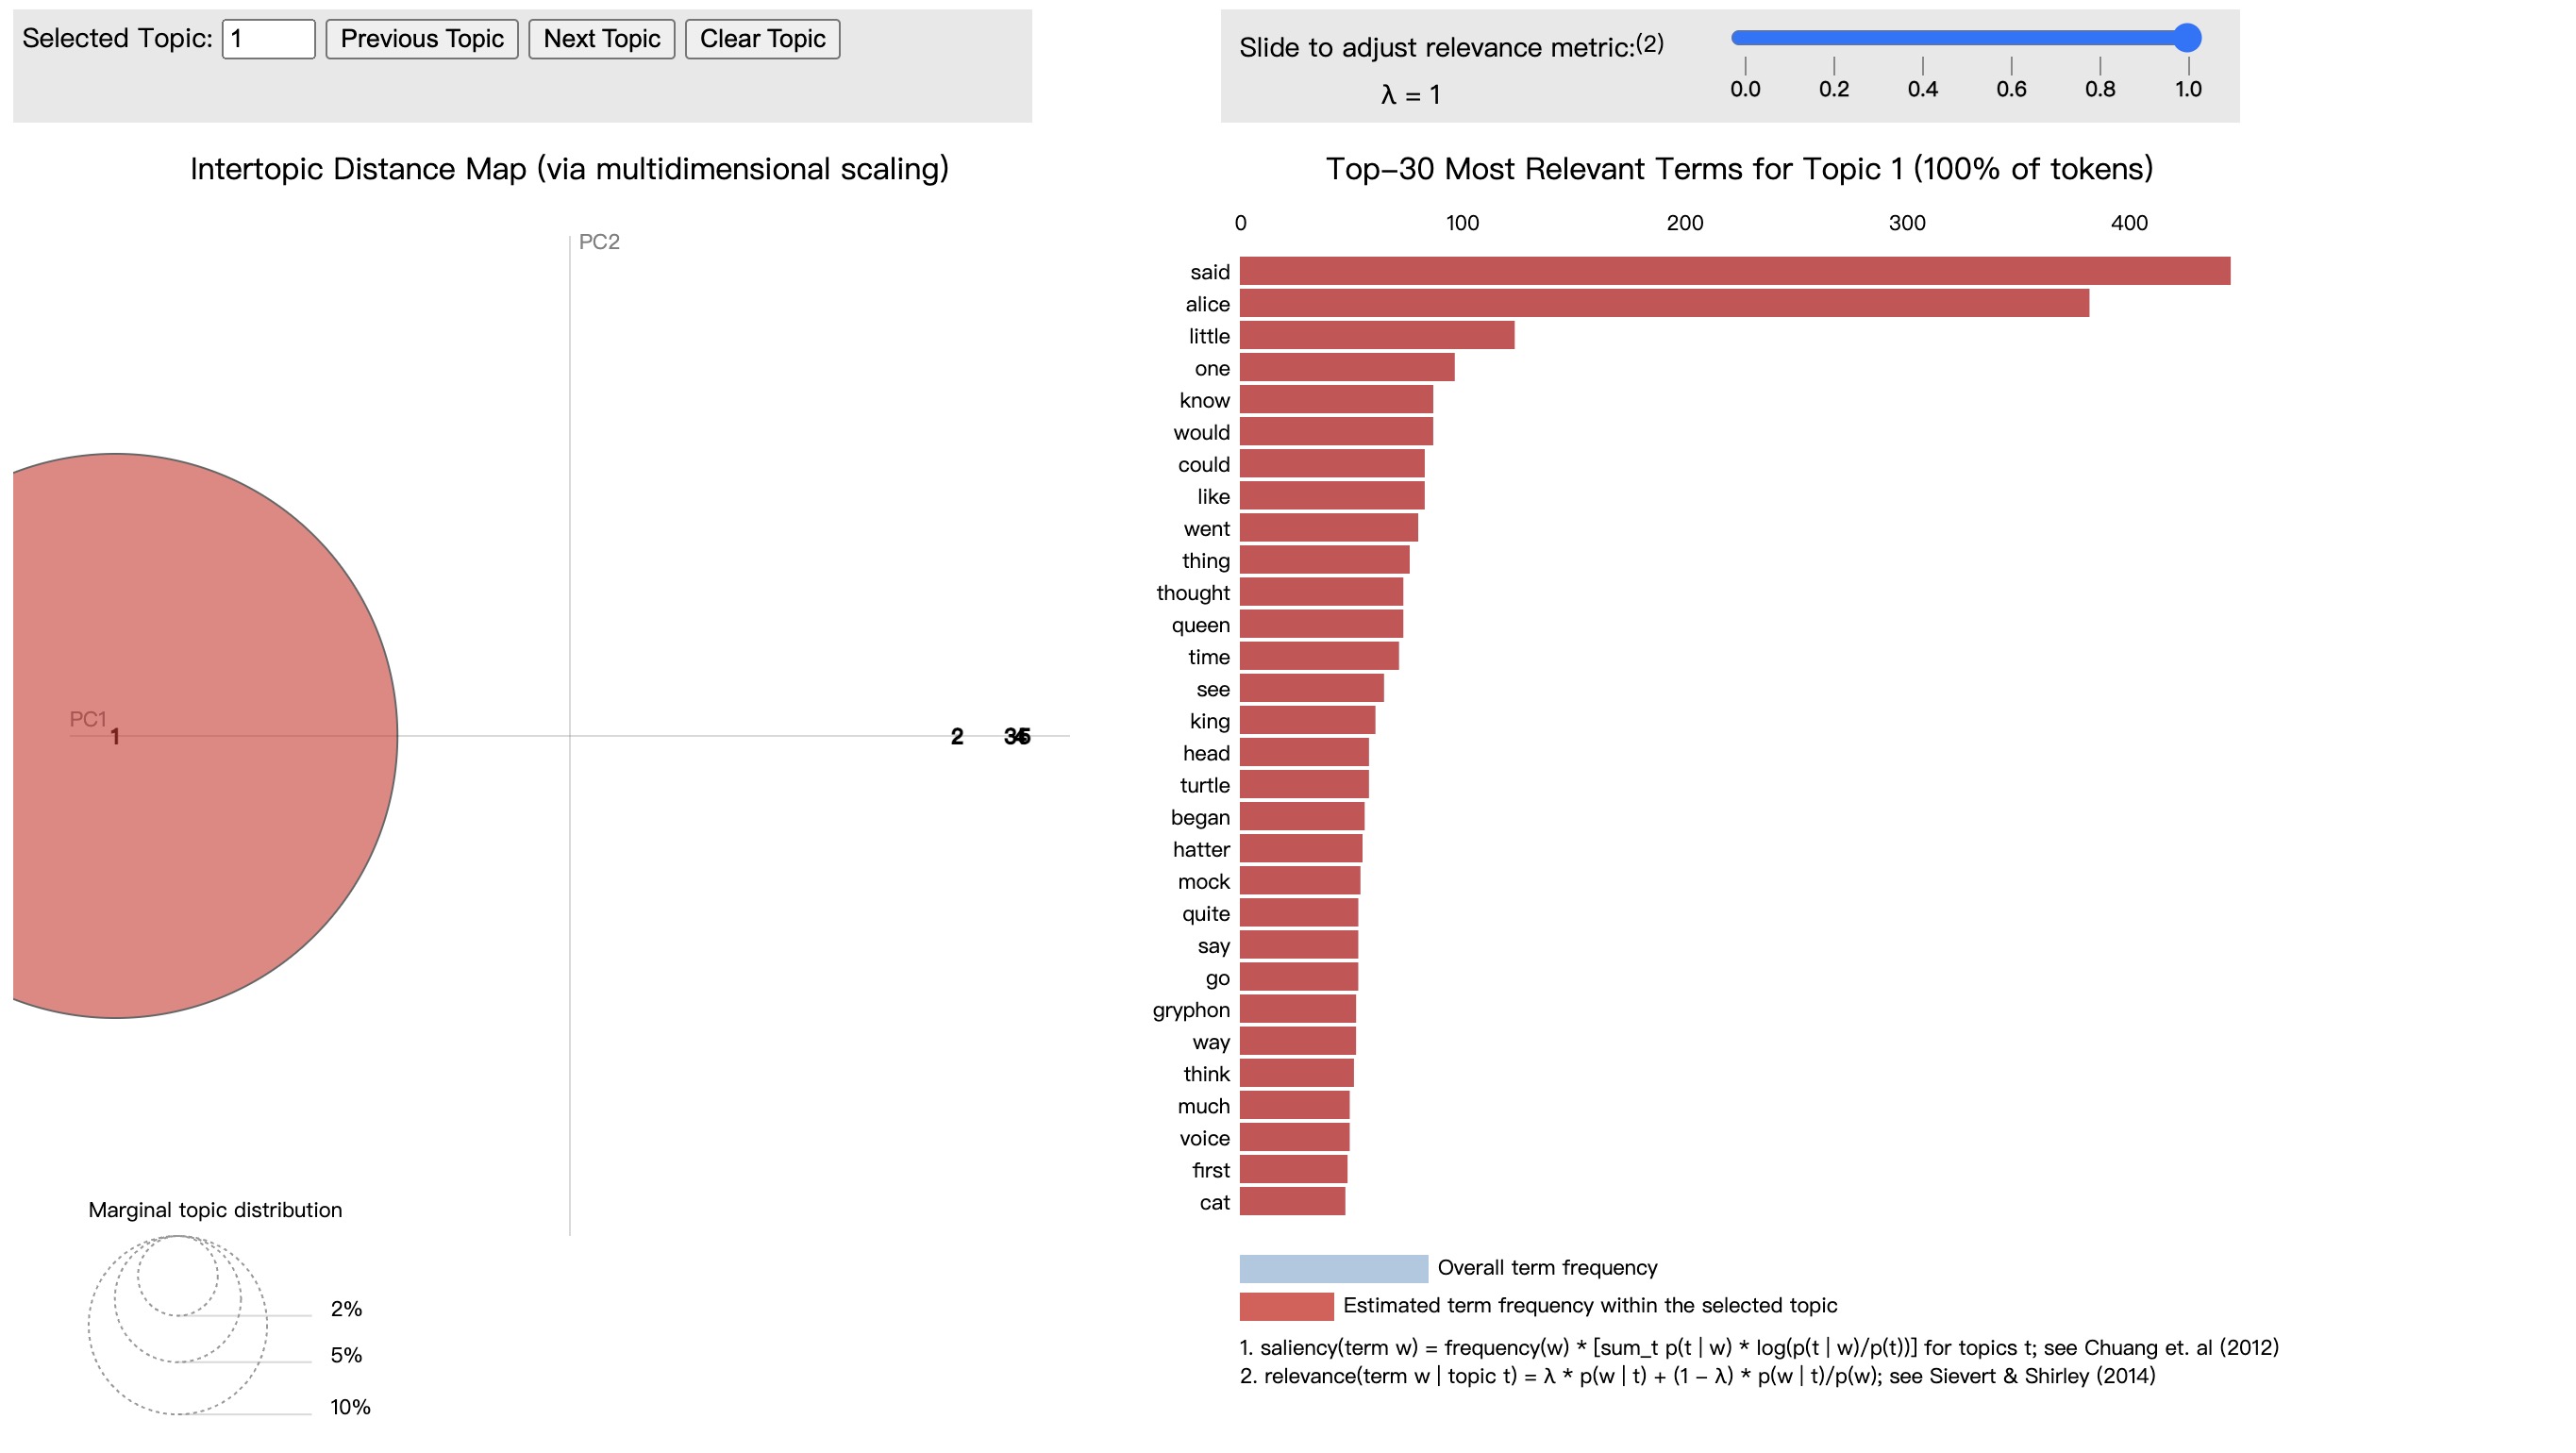 Selected Topic: 1 Previous Topic Next Topic Clear Topic
Slide to adjust relevance metric:(2)
λ = 1
0.0 0.2 0.4 0.6 0.8 1.0
Intertopic Distance Map (via multidimensional scaling)
PC2
PC1
1
2
3
5
Marginal topic distribution
2%
5%
10%
Top-30 Most Relevant Terms for Topic 1 (100% of tokens)
0 100 200 300 400
said
alice
little
one
know
would
could
like
went
thing
thought
queen
time
see
king
head
turtle
began
hatter
mock
quite
say
go
gryphon
way
think
much
voice
first
cat
Overall term frequency
Estimated term frequency within the selected topic
1. saliency(term w) = frequency(w) * [sum_t p(t | w) * log(p(t | w)/p(t))] for topics t; see Chuang et. al (2012)
2. relevance(term w | topic t) = λ * p(w | t) + (1 - λ) * p(w | t)/p(w); see Sievert & Shirley (2014)